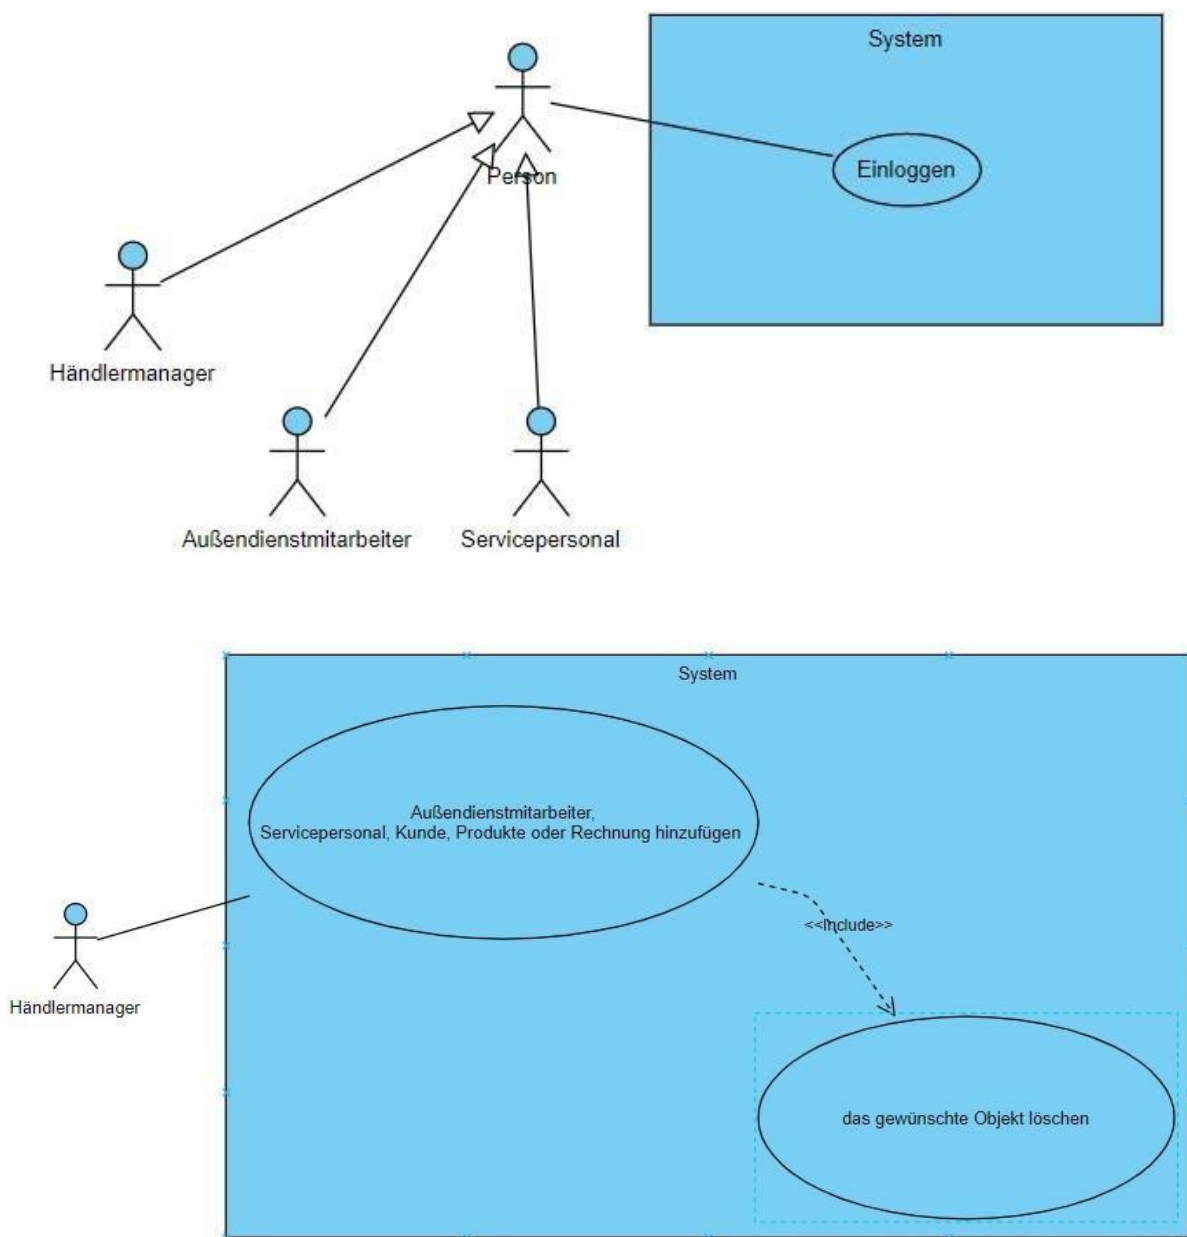 System
Person
Einloggen
Händlermanager
Außendienstmitarbeiter
Servicepersonal
System
Außendienstmitarbeiter,
Servicepersonal, Kunde, Produkte oder Rechnung hinzufügen
<<Include>>
Händlermanager
das gewünschte Objekt löschen